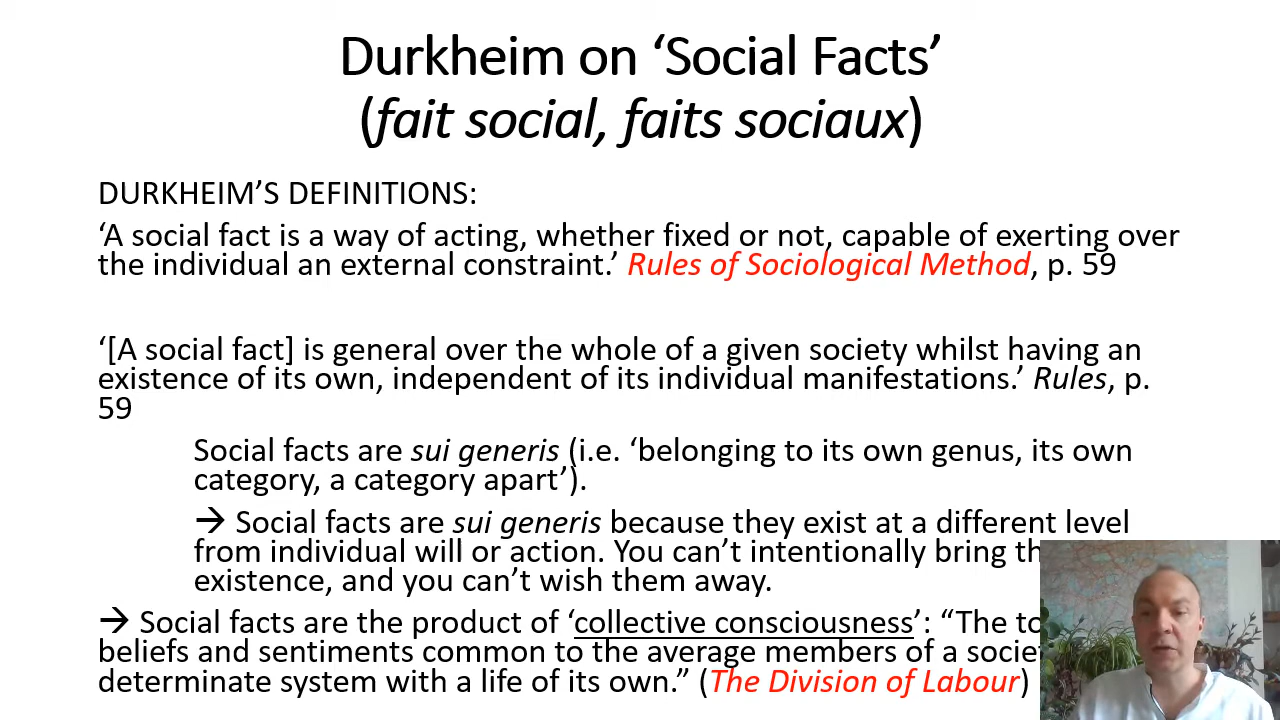 Durkheim on ‘Social Facts’
(fait social, faits sociaux)
DURKHEIM’S DEFINITIONS:
‘A social fact is a way of acting, whether fixed or not, capable of exerting over
the individual an external constraint.’ Rules of Sociological Method, p. 59
‘[A social fact] is general over the whole of a given society whilst having an
existence of its own, independent of its individual manifestations.’ Rules, p.
59
Social facts are sui generis (i.e. ‘belonging to its own genus, its own
category, a category apart’).
→ Social facts are sui generis because they exist at a different level
from individual will or action. You can’t intentionally bring
existence, and you can’t wish them away.
→ Social facts are the product of ‘collective consciousness’: “The
beliefs and sentiments common to the average members of a
determinate system with a life of its own.” (The Division of Labour)